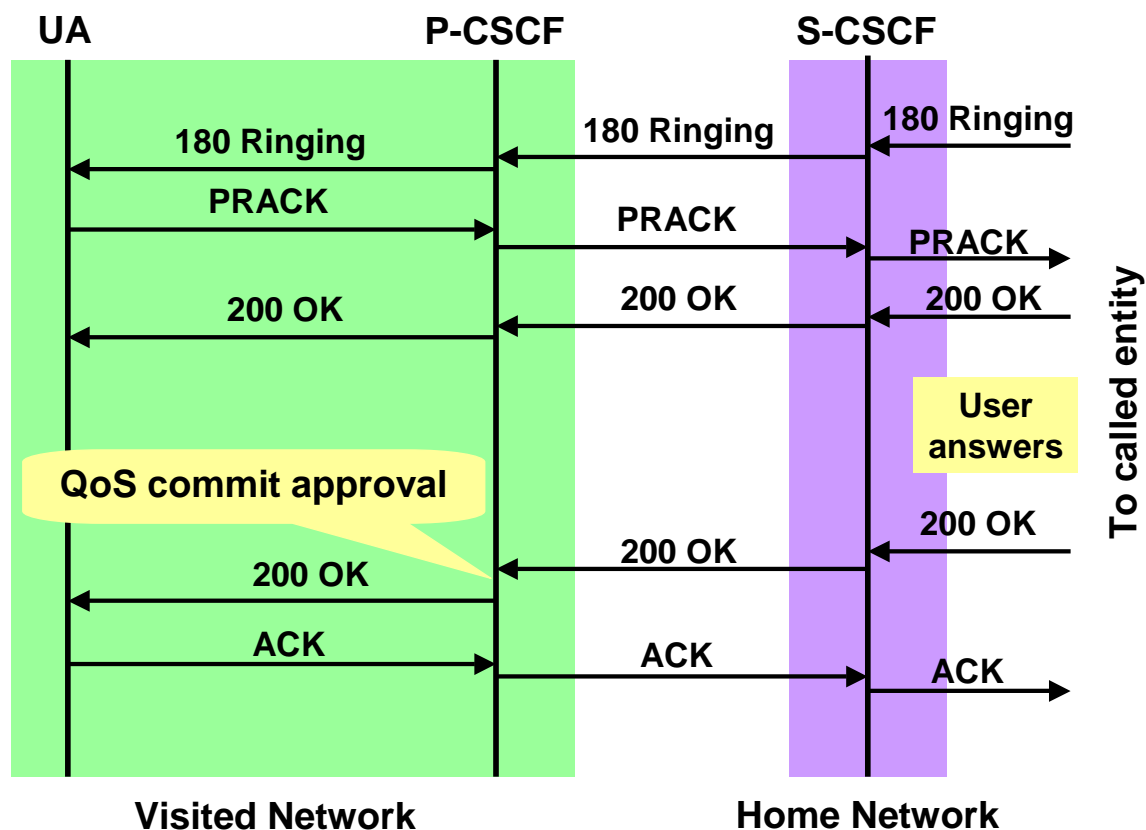 UA
P-CSCF
S-CSCF
180 Ringing
180 Ringing
180 Ringing
PRACK
PRACK
PRACK
200 OK
200 OK
200 OK
User
answers
To called entity
QoS commit approval
200 OK
200 OK
200 OK
ACK
ACK
ACK
Visited Network
Home Network